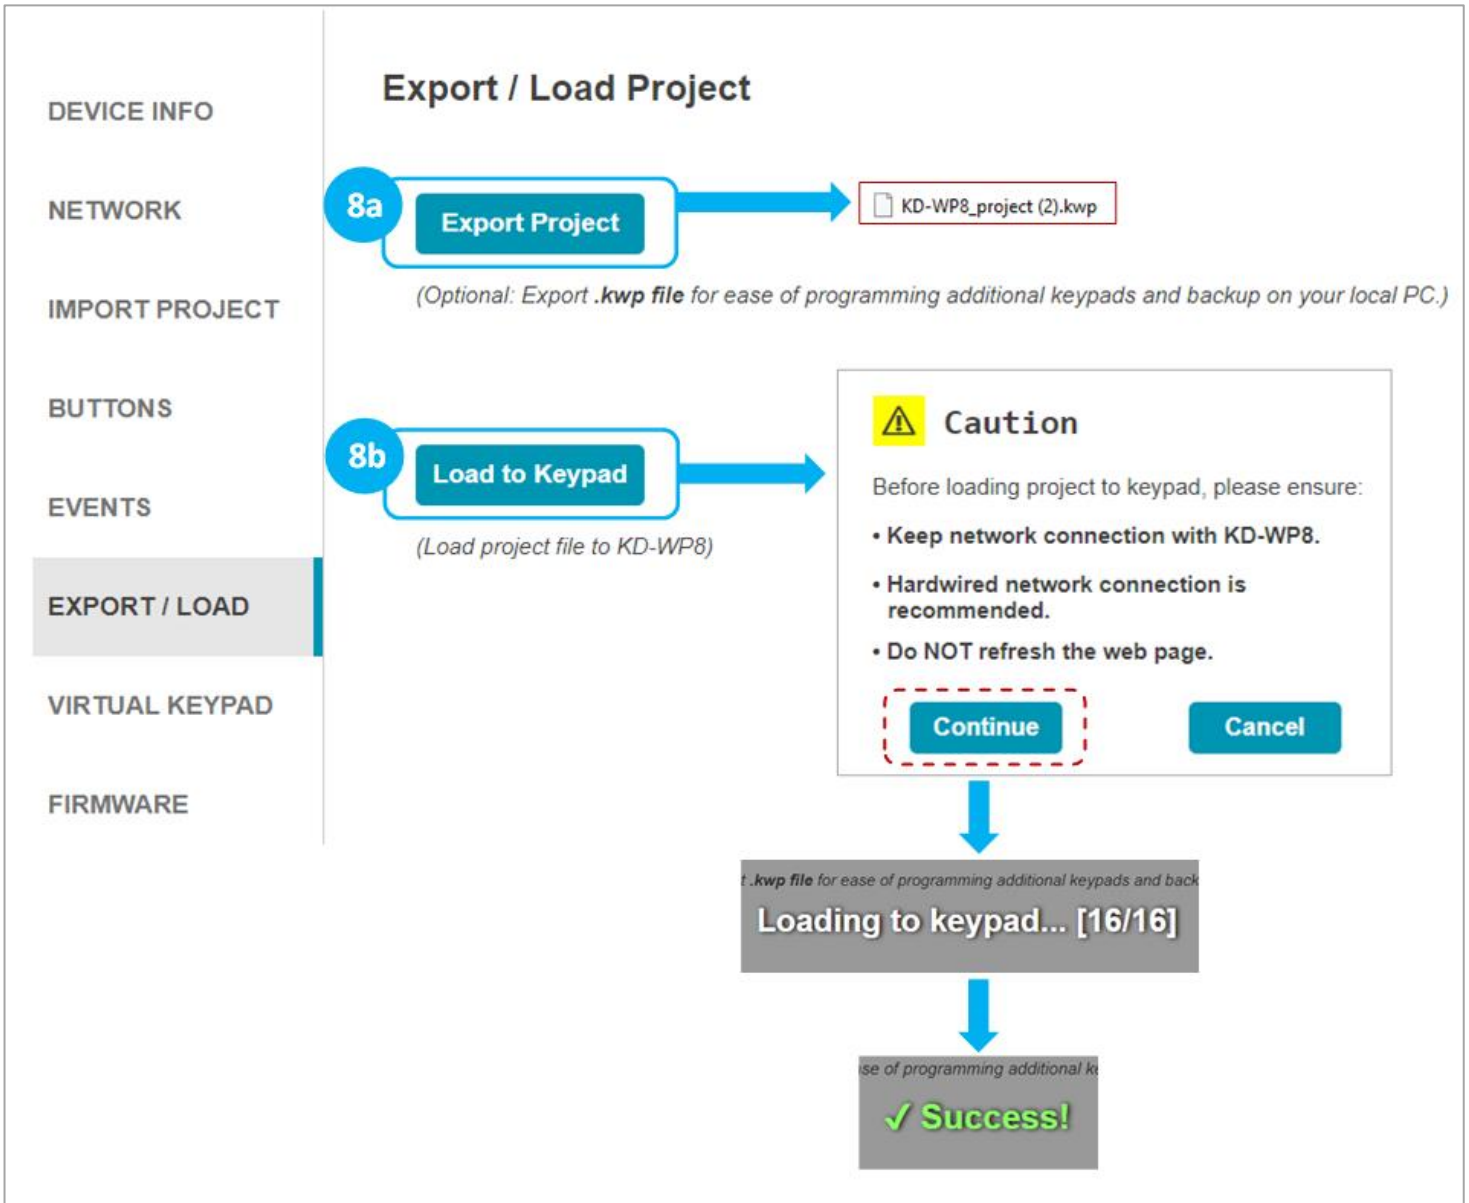 Export / Load Project
DEVICE INFO
NETWORK
IMPORT PROJECT
BUTTONS
EVENTS
EXPORT / LOAD
VIRTUAL KEYPAD
FIRMWARE
8a
Export Project
KD-WP8_project (2).kwp
(Optional: Export .kwp file for ease of programming additional keypads and backup on your local PC.)
8b
Load to Keypad
(Load project file to KD-WP8)
Caution
Before loading project to keypad, please ensure:
• Keep network connection with KD-WP8.
• Hardwired network connection is
recommended.
• Do NOT refresh the web page.
Continue
Cancel
t .kwp file for ease of programming additional keypads and back
Loading to keypad... [16/16]
se of programming additional ke
✓ Success!